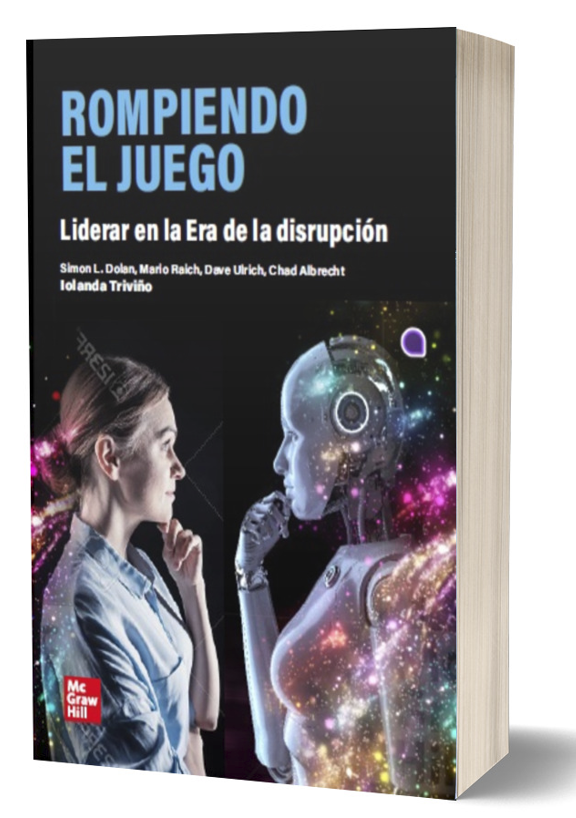 ROMPIENDO
EL JUEGO
Liderar en la Era de la disrupción
Simon L. Dolan, Mario Raich, Dave Ulrich, Chad Albrecht
Iolanda Triviño
Mc
Graw
Hill